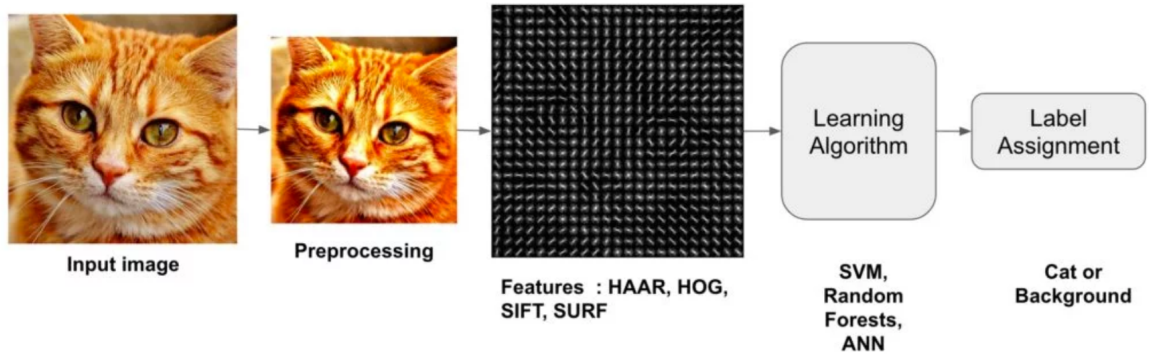 Input image
Preprocessing
Features : HAAR, HOG,
SIFT, SURF
Learning
Algorithm
SVM,
Random
Forests,
ANN
Label
Assignment
Cat or
Background